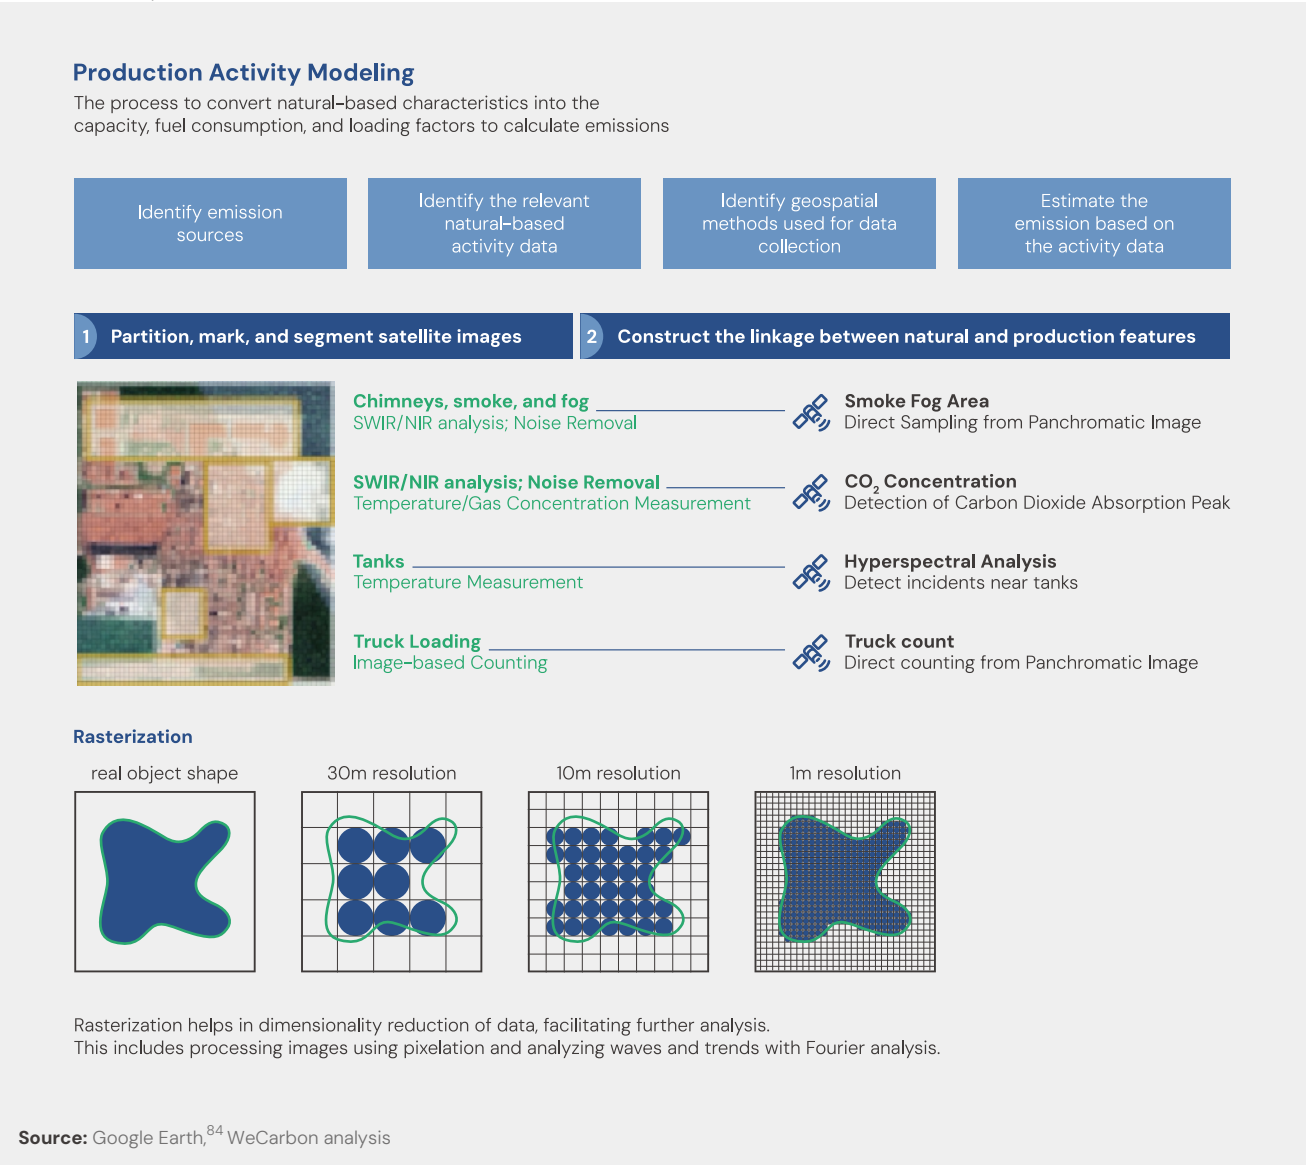 Production Activity Modeling
The process to convert natural-based characteristics into the
capacity, fuel consumption, and loading factors to calculate emissions
Identify emission
sources
Identify the relevant
natural-based
activity data
Identify geospatial
methods used for data
collection
Estimate the
emission based on
the activity data
1 Partition, mark, and segment satellite images
2 Construct the linkage between natural and production features
Chimneys, smoke, and fog
SWIR/NIR analysis; Noise Removal
Smoke Fog Area
Direct Sampling from Panchromatic Image
SWIR/NIR analysis; Noise Removal
Temperature/Gas Concentration Measurement
CO₂ Concentration
Detection of Carbon Dioxide Absorption Peak
Tanks
Temperature Measurement
Hyperspectral Analysis
Detect incidents near tanks
Truck Loading
Image-based Counting
Truck count
Direct counting from Panchromatic Image
Rasterization
real object shape
30m resolution
10m resolution
1m resolution
Rasterization helps in dimensionality reduction of data, facilitating further analysis.
This includes processing images using pixelation and analyzing waves and trends with Fourier analysis.
Source: Google Earth,⁸⁴ WeCarbon analysis